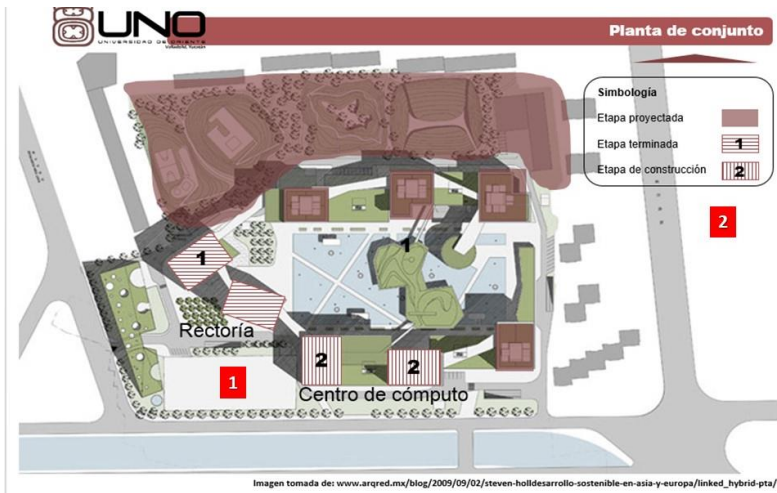 UNO
UNIVERSIDAD DE ORIENTE
Valladolid, Yucatán
Planta de conjunto
Simbología
Etapa proyectada
Etapa terminada
1
Etapa de construcción
2
2
1
1
Rectoría
2
2
1
Centro de cómputo
Imagen tomada de: www.arqred.mx/blog/2009/09/02/steven-holldesarrollo-sostenible-en-asia-y-europa/linked_hybrid-pta/